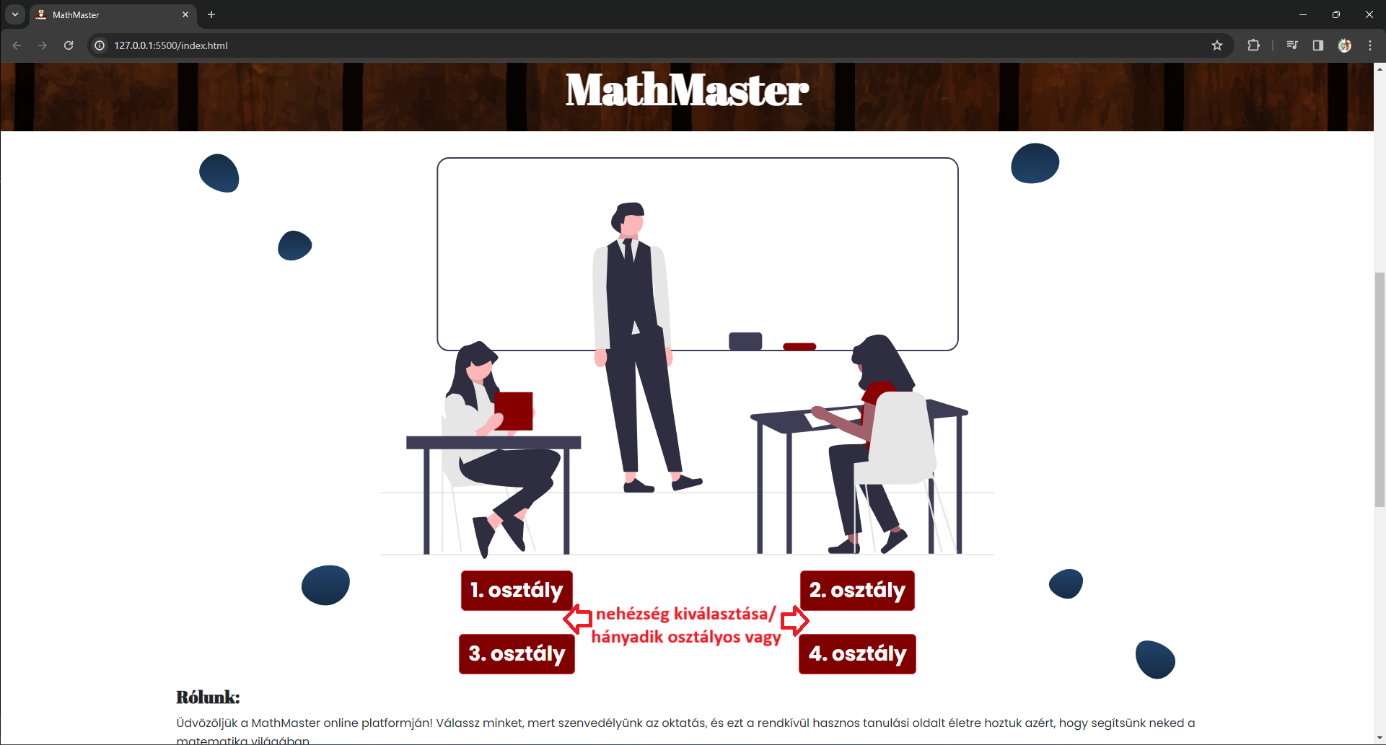 MathMaster
127.0.0.1:5500/index.html
MathMaster
1. osztály
2. osztály
nehézség kiválasztása/
hányadik osztályos vagy
3. osztály
4. osztály
Rólunk:
Üdvözöljük a MathMaster online platformján! Válassz minket, mert szenvedélyünk az oktatás, és ezt a rendkívül hasznos tanulási oldalt életre hoztuk azért, hogy segítsünk neked a
matematika világában